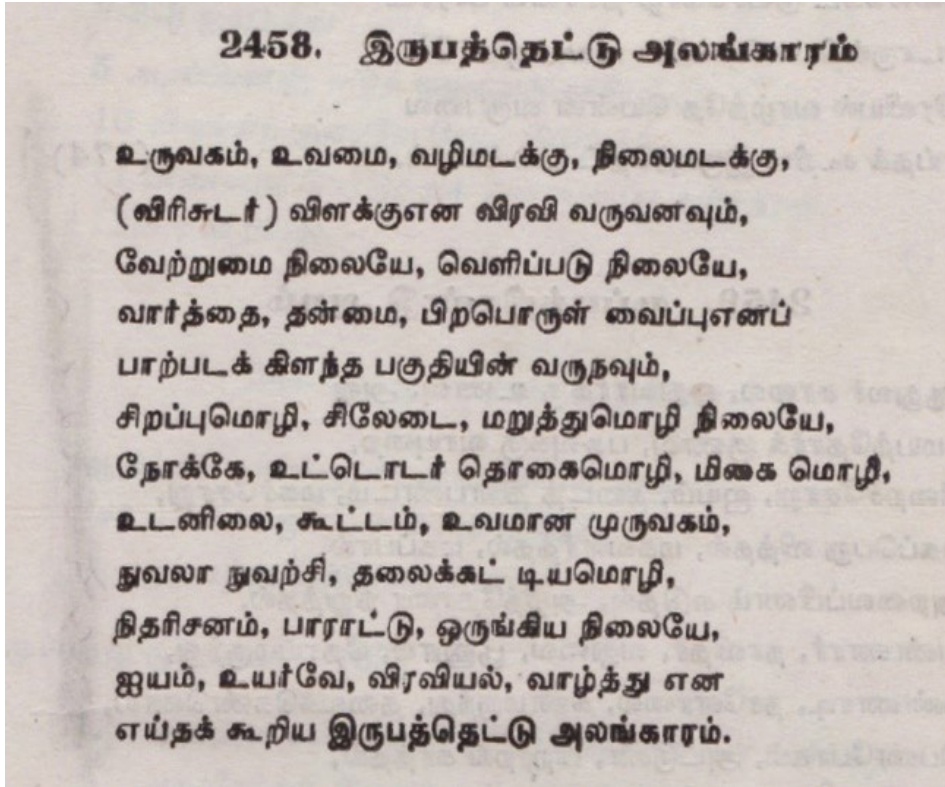 2458. இருபத்தெட்டு அலங்காரம்
உருவகம், உவமை, வழிமடக்கு, நிலைமடக்கு,
(விரிசுடர்) விளக்குஎன விரவி வருவனவும்,
வேற்றுமை நிலையே, வெளிப்படு நிலையே,
வார்த்தை, தன்மை, பிறபொருள் வைப்புஎனப்
பாற்படக் கிளந்த பகுதியின் வருநவும்,
சிறப்புமொழி, சிலேடை, மறுத்துமொழி நிலையே,
நோக்கே, உட்டொடர் தொகைமொழி, மிகை மொழி,
உடனிலை, கூட்டம், உவமான முருவகம்,
நுவலா நுவற்சி, தலைக்கட் டியமொழி,
நிதரிசனம், பாராட்டு, ஒருங்கிய நிலையே,
ஐயம், உயர்வே, விரவியல், வாழ்த்து என
எய்தக் கூறிய இருபத்தெட்டு அலங்காரம்.